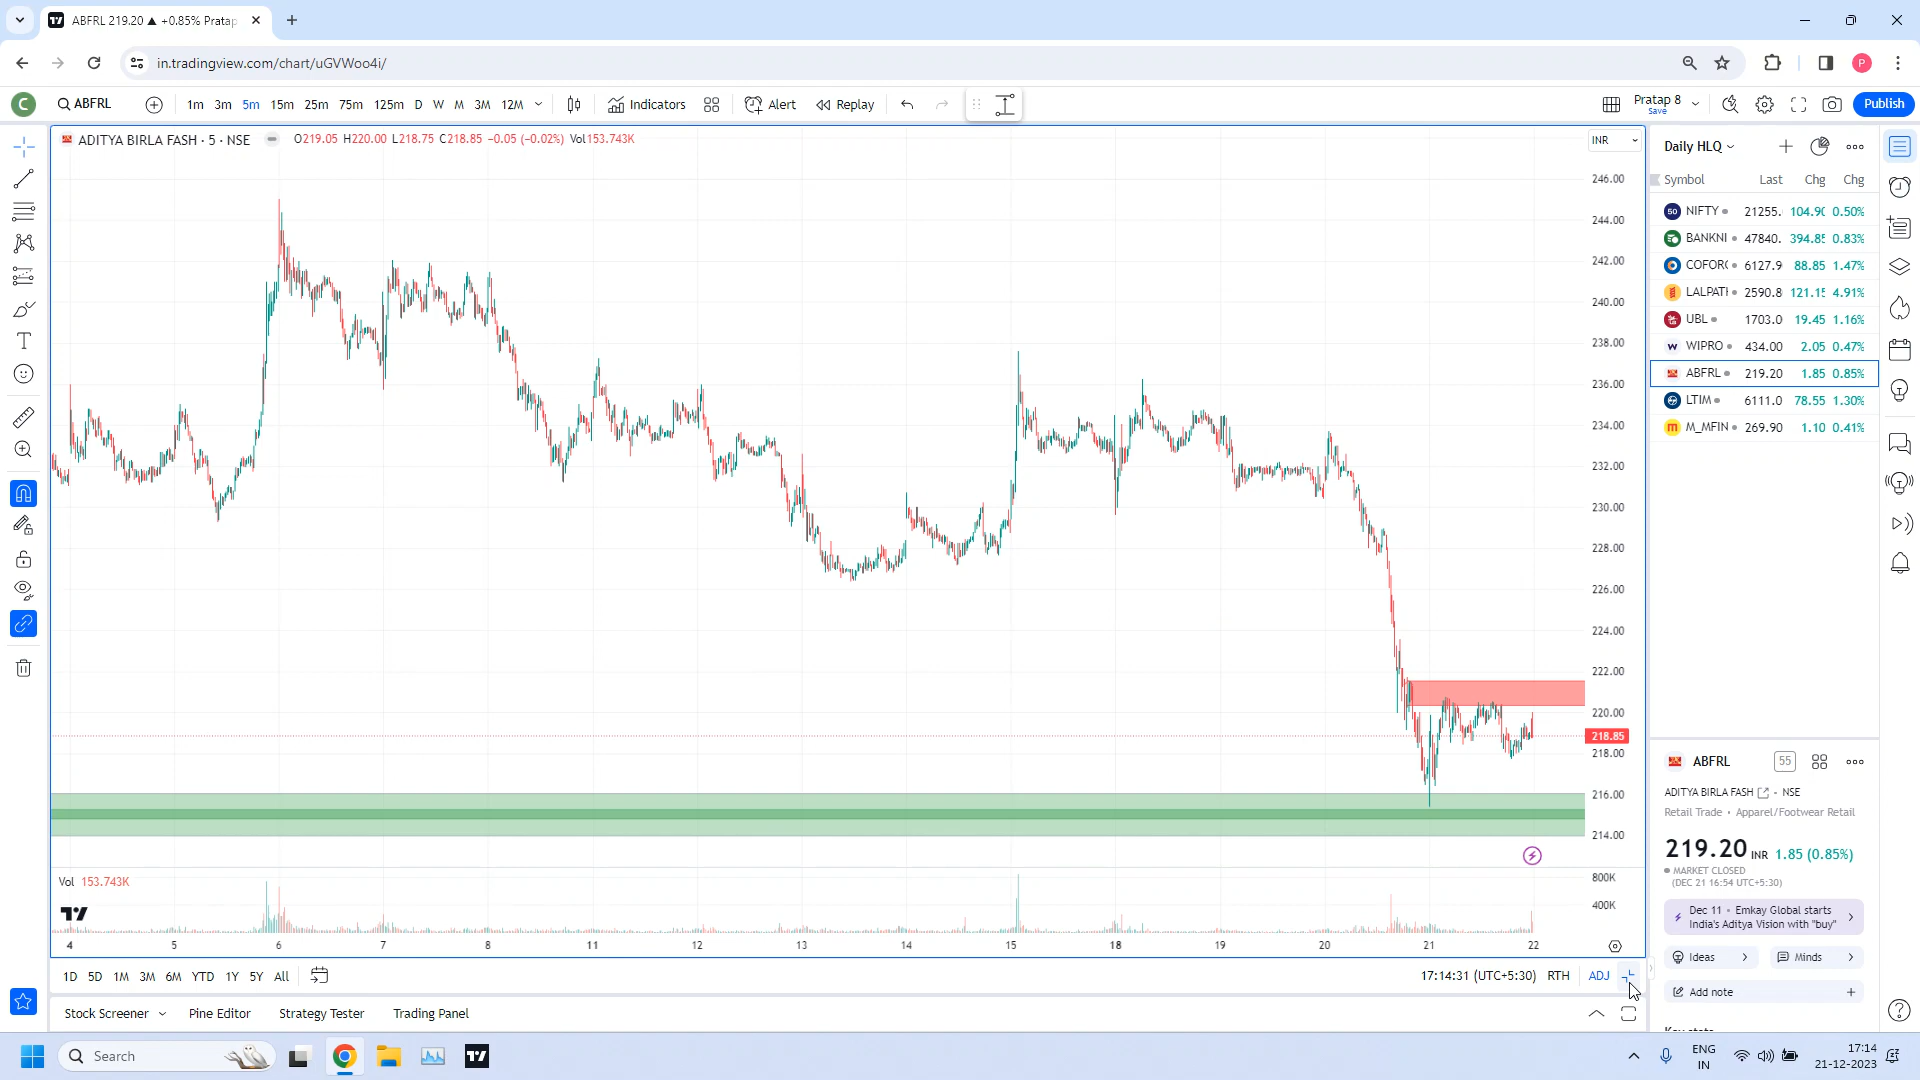 ABFRL 219.20 ▲ +0.85% Pratap
in.tradingview.com/chart/uGVWoo4i/
P
C
ABFRL
1m 3m 5m 15m 25m 75m 125m D W M 3M 12M
Indicators
Alert
Replay
Pratap 8
Save
Publish
ADITYA BIRLA FASH · 5 · NSE
O219.05 H220.00 L218.75 C218.85 −0.05 (−0.02%) Vol153.743K
INR
246.00
244.00
242.00
240.00
238.00
236.00
234.00
232.00
230.00
228.00
226.00
224.00
222.00
220.00
218.85
218.00
216.00
214.00
Vol 153.743K
800K
400K
4 5 6 7 8 11 12 13 14 15 18 19 20 21 22
1D 5D 1M 3M 6M YTD 1Y 5Y All
17:14:31 (UTC+5:30) RTH ADJ
Stock Screener Pine Editor Strategy Tester Trading Panel
Daily HLQ
Symbol Last Chg Chg
50 NIFTY 21255. 104.90 0.50%
BANKNI 47840. 394.85 0.83%
COFORG 6127.9 88.85 1.47%
LALPATH 2590.8 121.15 4.91%
UBL 1703.0 19.45 1.16%
W WIPRO 434.00 2.05 0.47%
ABFRL 219.20 1.85 0.85%
LTIM 6111.0 78.55 1.30%
m M_MFIN 269.90 1.10 0.41%
ABFRL 55
ADITYA BIRLA FASH · NSE
Retail Trade • Apparel/Footwear Retail
219.20 INR 1.85 (0.85%)
MARKET CLOSED
(DEC 21 16:54 UTC+5:30)
Dec 11 • Emkay Global starts
India's Aditya Vision with "buy"
Ideas Minds
Add note
Key stats
Search
ENG
IN
17:14
21-12-2023